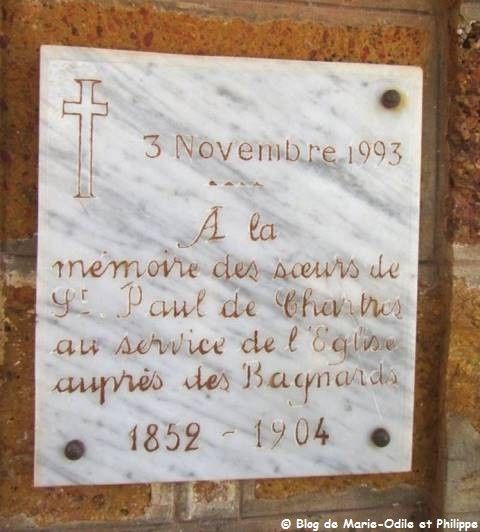 3 Novembre 1993
A la
mémoire des sœurs de
St. Paul de Chartres
au service de l'Eglise
auprès des Bagnards
1852 - 1904
© Blog de Marie-Odile et Philippe